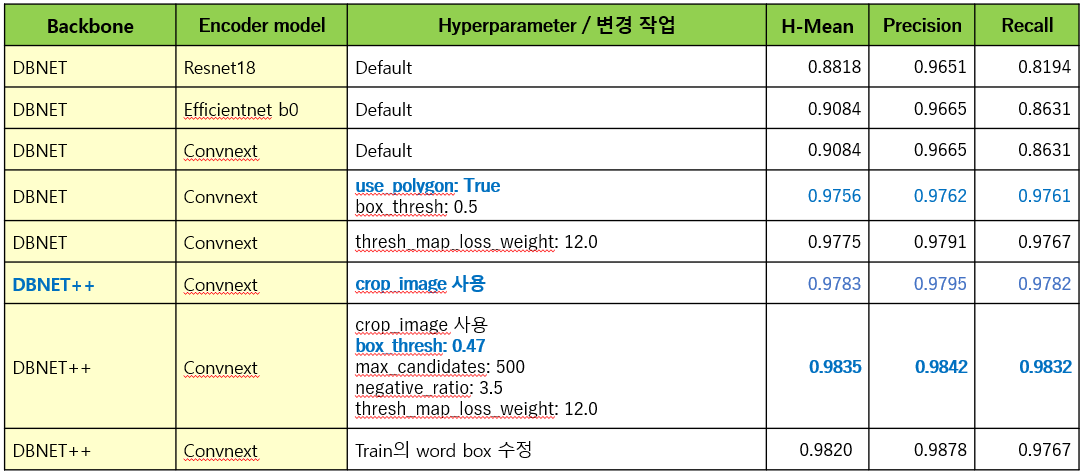 Backbone Encoder model Hyperparameter / 변경 작업 H-Mean Precision Recall
DBNET Resnet18 Default 0.8818 0.9651 0.8194
DBNET Efficientnet b0 Default 0.9084 0.9665 0.8631
DBNET Convnext Default 0.9084 0.9665 0.8631
DBNET Convnext use_polygon: True 0.9756 0.9762 0.9761
box_thresh: 0.5
DBNET Convnext thresh_map_loss_weight: 12.0 0.9775 0.9791 0.9767
DBNET++ Convnext crop_image 사용 0.9783 0.9795 0.9782
DBNET++ Convnext crop_image 사용 0.9835 0.9842 0.9832
box_thresh: 0.47
max_candidates: 500
negative_ratio: 3.5
thresh_map_loss_weight: 12.0
DBNET++ Convnext Train의 word box 수정 0.9820 0.9878 0.9767